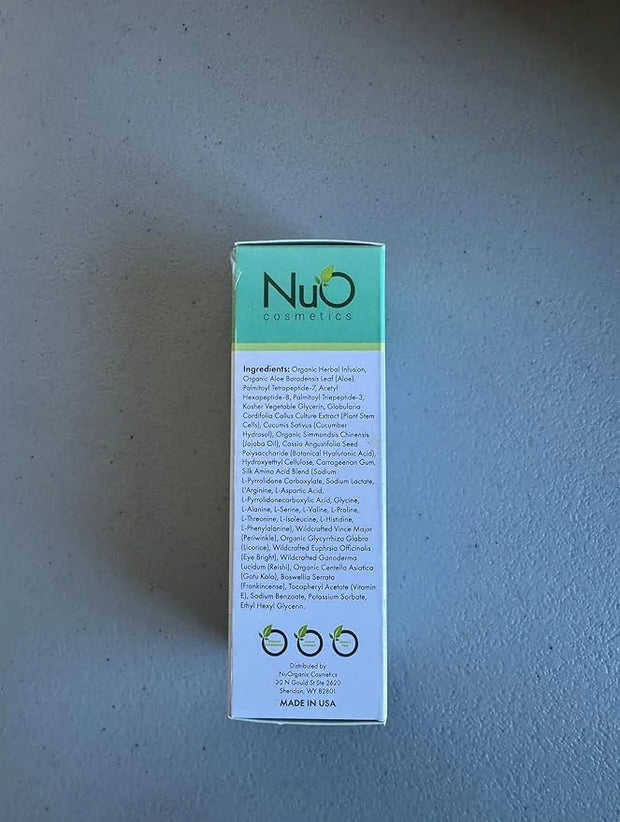 NuO
cosmetics
Ingredients: Organic Herbal Infusion,
Organic Aloe Baradensis Leaf (Aloe),
Palmitoyl Tetrapeptide-7, Acetyl
Hexapeptide-8, Palmitoyl Triepeptide-3,
Kosher Vegetable Glycerin, Globularia
Cordifolia Callus Culture Extract (Plant Stem
Cells), Cucumis Sativus (Cucumber
Hydrosol), Organic Simmondsis Chinensis
(Jojoba Oil), Cassia Angustifolia Seed
Polysaccharide (Botanical Hyaluronic Acid),
Hydroxyethyl Cellulose, Carrageenan Gum,
Silk Amino Acid Blend (Sodium
L-Pyrrolidone Carboxylate, Sodium Lactate,
L'Arginine, L-Aspartic Acid,
L-Pyrrolidonecarboxylic Acid, Glycine,
L-Alanine, L-Serine, L-Valine, L-Proline,
L-Threonine, L-Isoleucine, L-Histidine,
L-Phenylalanine), Wildcrafted Vince Major
(Periwinkle), Organic Glycyrrhiza Glabra
(Licorice), Wildcrafted Euphrsia Officinalis
(Eye Bright), Wildcrafted Ganoderma
Lucidum (Reishi), Organic Centella Asiatica
(Gotu Kola), Boswellia Serrata
(Frankincense), Tocopheryl Acetate (Vitamin
E), Sodium Benzoate, Potassium Sorbate,
Ethyl Hexyl Glycerin.
Distributed by
NuOrganic Cosmetics
30 N Gould St Ste 2620
Sheridan, WY 82801
MADE IN USA